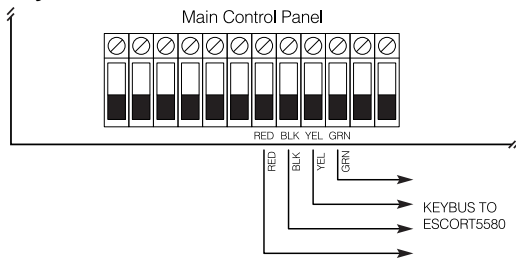 Main Control Panel
RED BLK YEL GRN
RED
BLK
YEL
GRN
KEYBUS TO
ESCORT5580